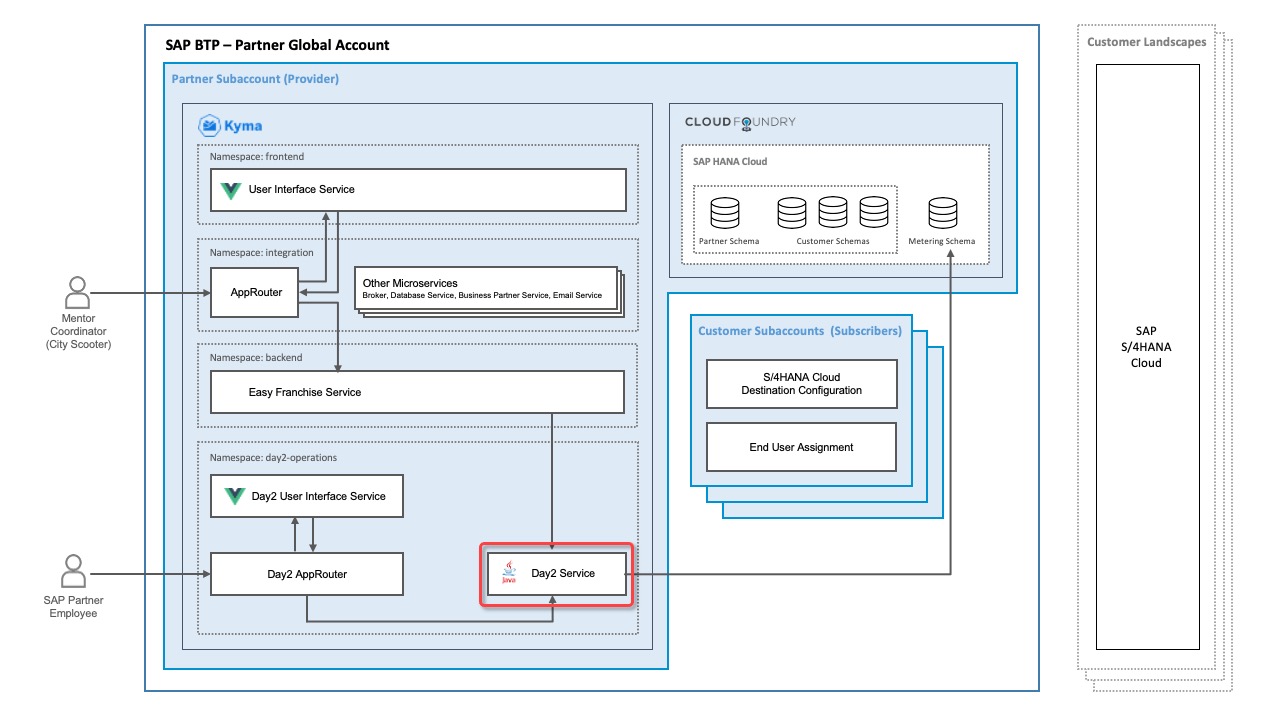 SAP BTP – Partner Global Account
Partner Subaccount (Provider)
Kyma
Namespace: frontend
User Interface Service
Namespace: integration
AppRouter
Other Microservices
Broker, Database Service, Business Partner Service, Email Service
Namespace: backend
Easy Franchise Service
Namespace: day2-operations
Day2 User Interface Service
Day2 AppRouter
Java
Day2 Service
CLOUD FOUNDRY
SAP HANA Cloud
Partner Schema
Customer Schemas
Metering Schema
Customer Subaccounts (Subscribers)
S/4HANA Cloud
Destination Configuration
End User Assignment
Mentor
Coordinator
(City Scooter)
SAP Partner
Employee
Customer Landscapes
SAP
S/4HANA
Cloud